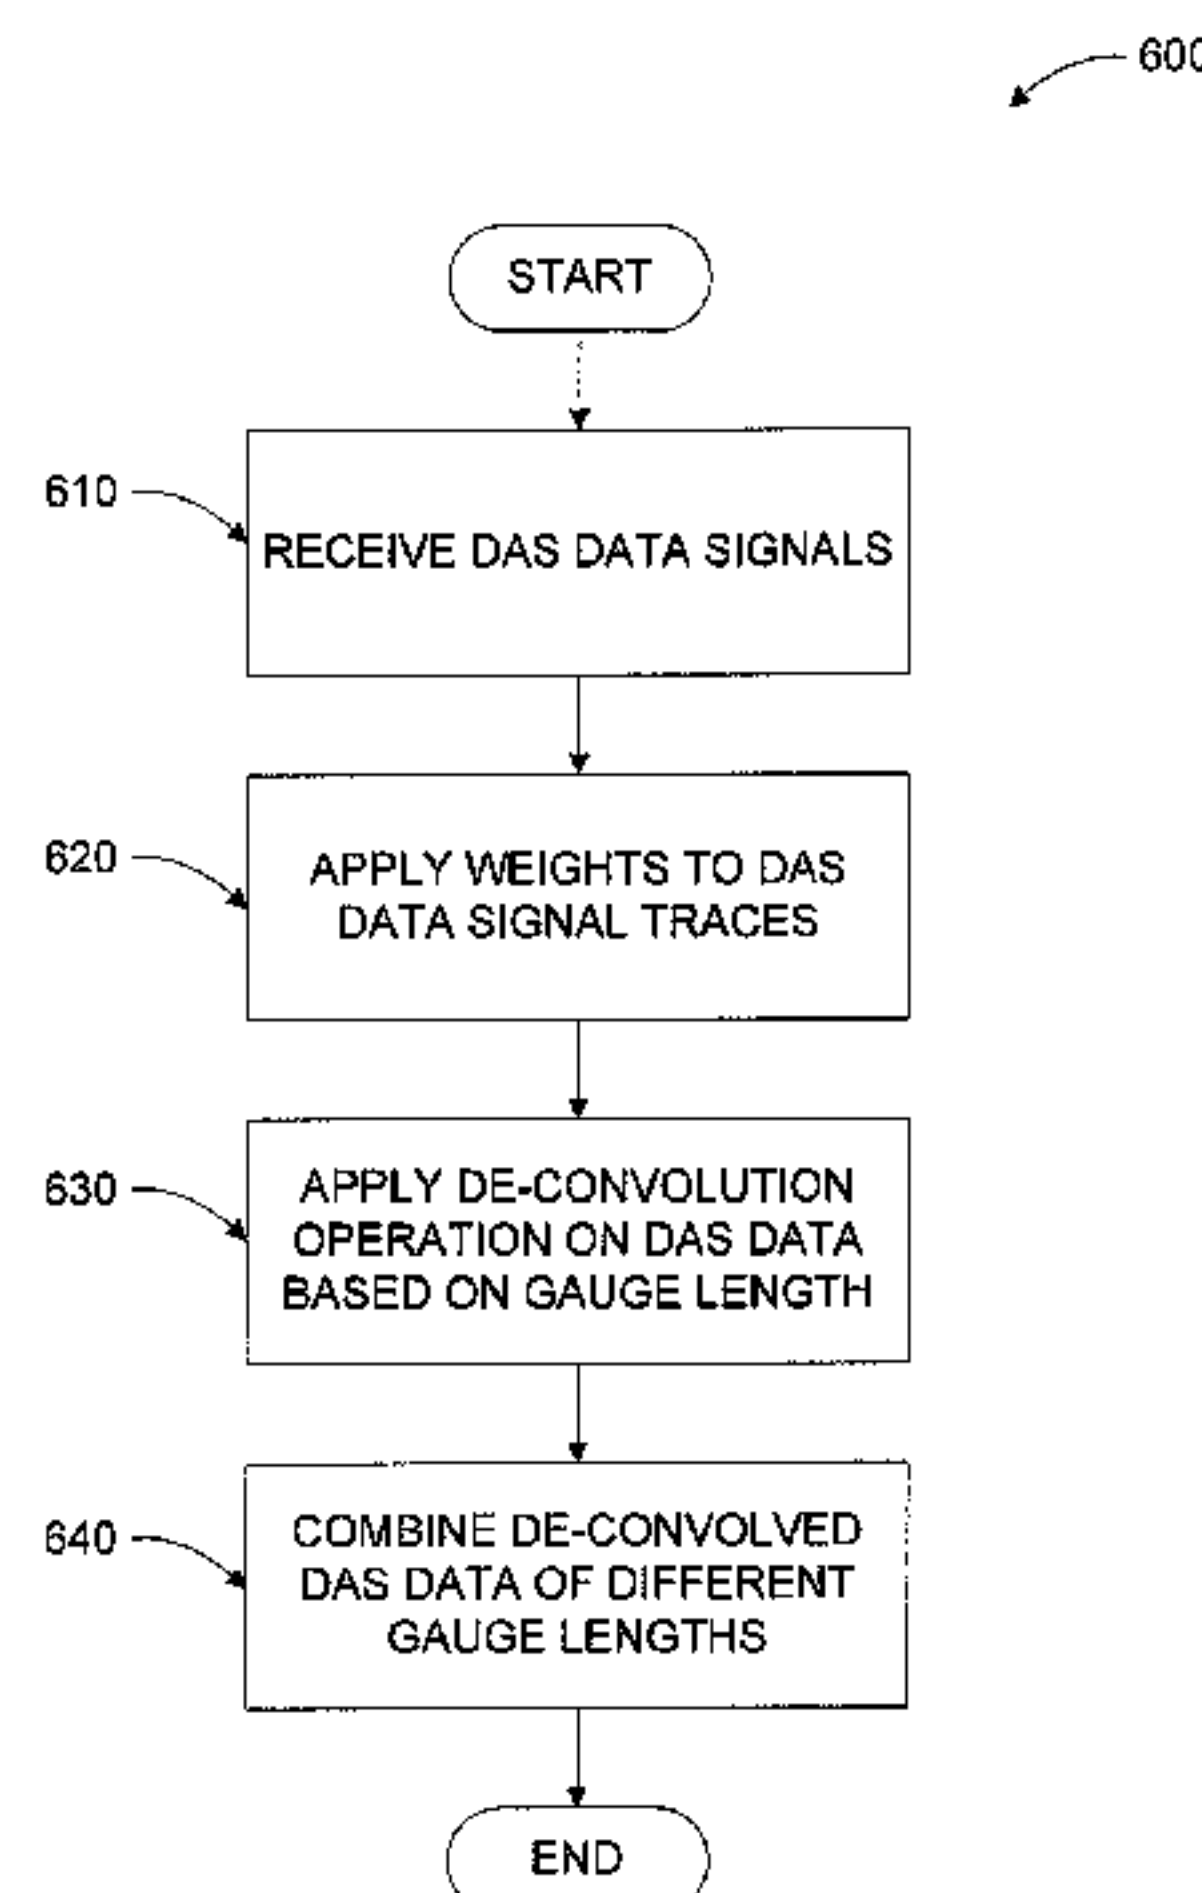 600
START
610
RECEIVE DAS DATA SIGNALS
620
APPLY WEIGHTS TO DAS
DATA SIGNAL TRACES
630
APPLY DE-CONVOLUTION
OPERATION ON DAS DATA
BASED ON GAUGE LENGTH
640
COMBINE DE-CONVOLVED
DAS DATA OF DIFFERENT
GAUGE LENGTHS
END